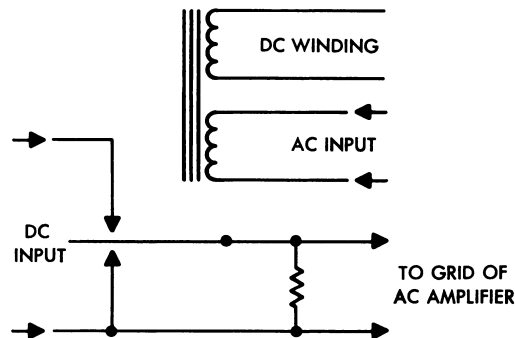 DC WINDING
AC INPUT
DC
INPUT
TO GRID OF
AC AMPLIFIER